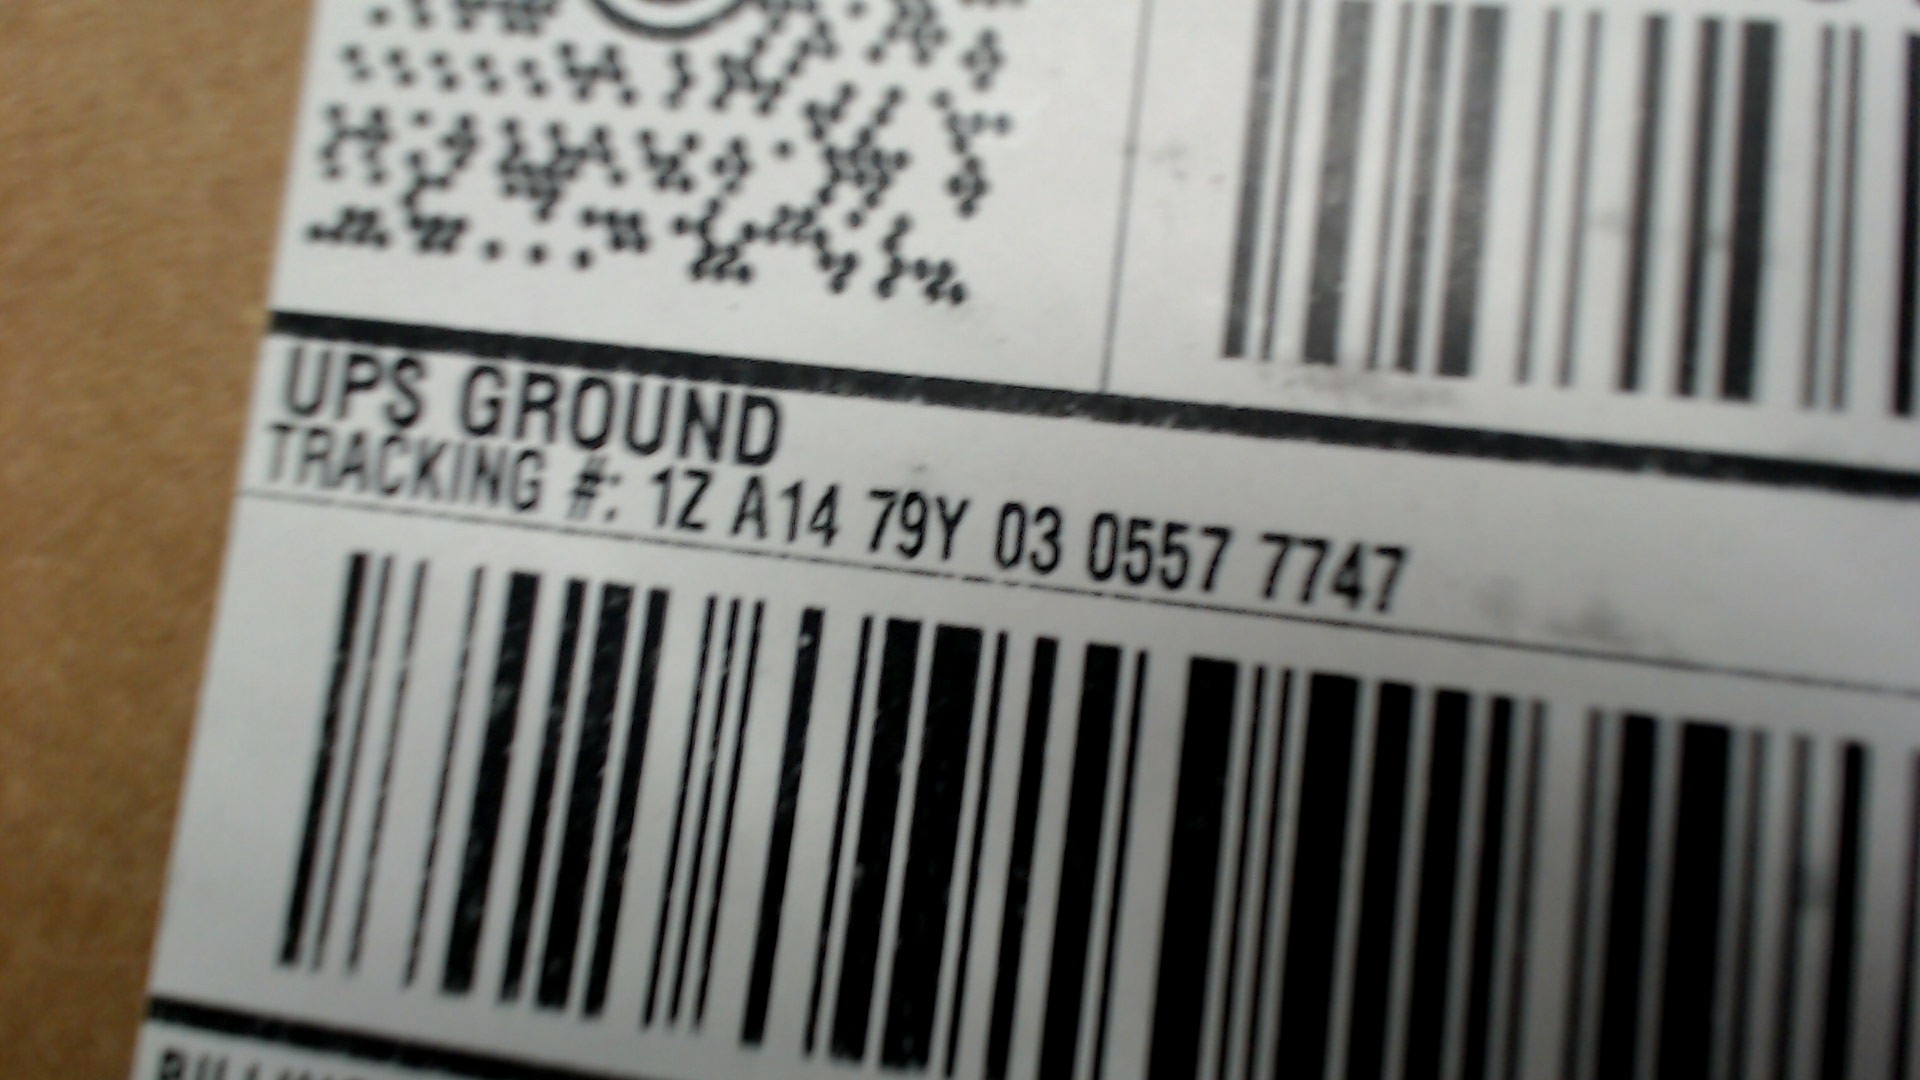 UPS GROUND
TRACKING #: 1Z A14 79Y 03 0557 7747